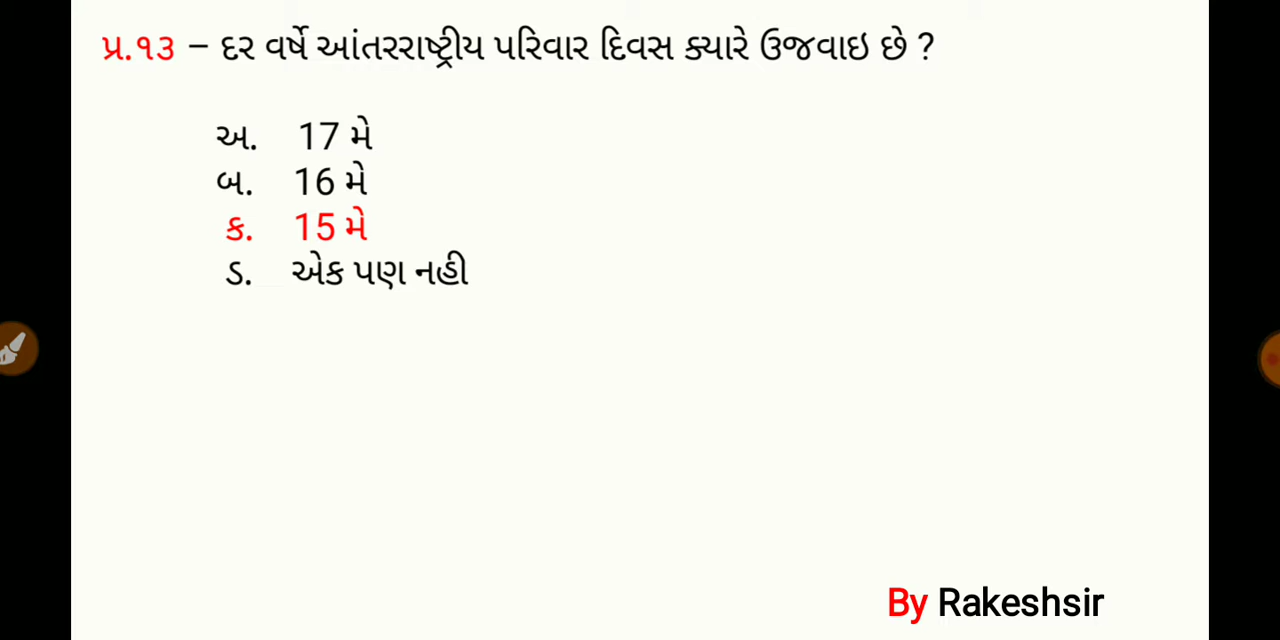 પ્ર.૧૩ – દર વર્ષે આંતરરાષ્ટ્રીય પરિવાર દિવસ ક્યારે ઉજવાઇ છે ?
અ. 17 મે
બ. 16 મે
ક. 15 મે
ડ. એક પણ નહી
By Rakeshsir